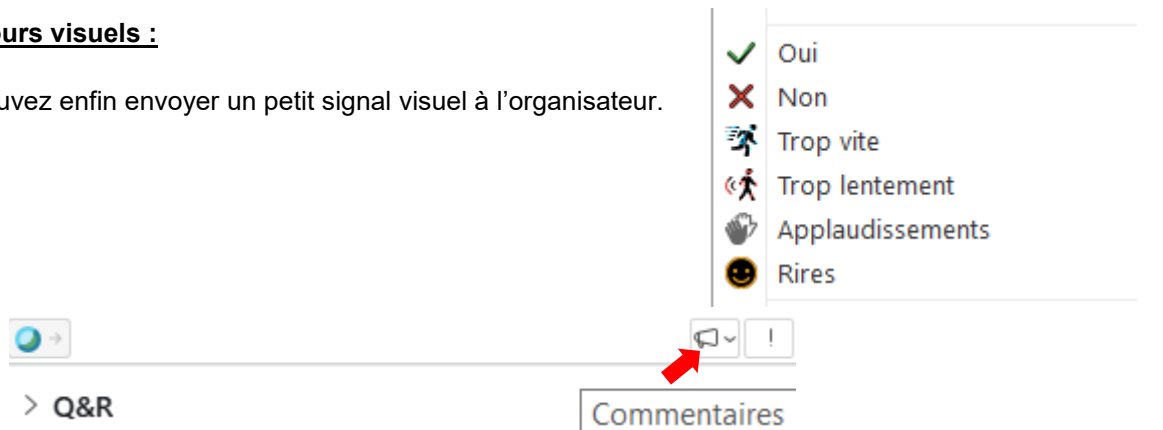 ours visuels :
uvez enfin envoyer un petit signal visuel à l’organisateur.
Oui
Non
Trop vite
Trop lentement
Applaudissements
Rires
!
> Q&R
Commentaires